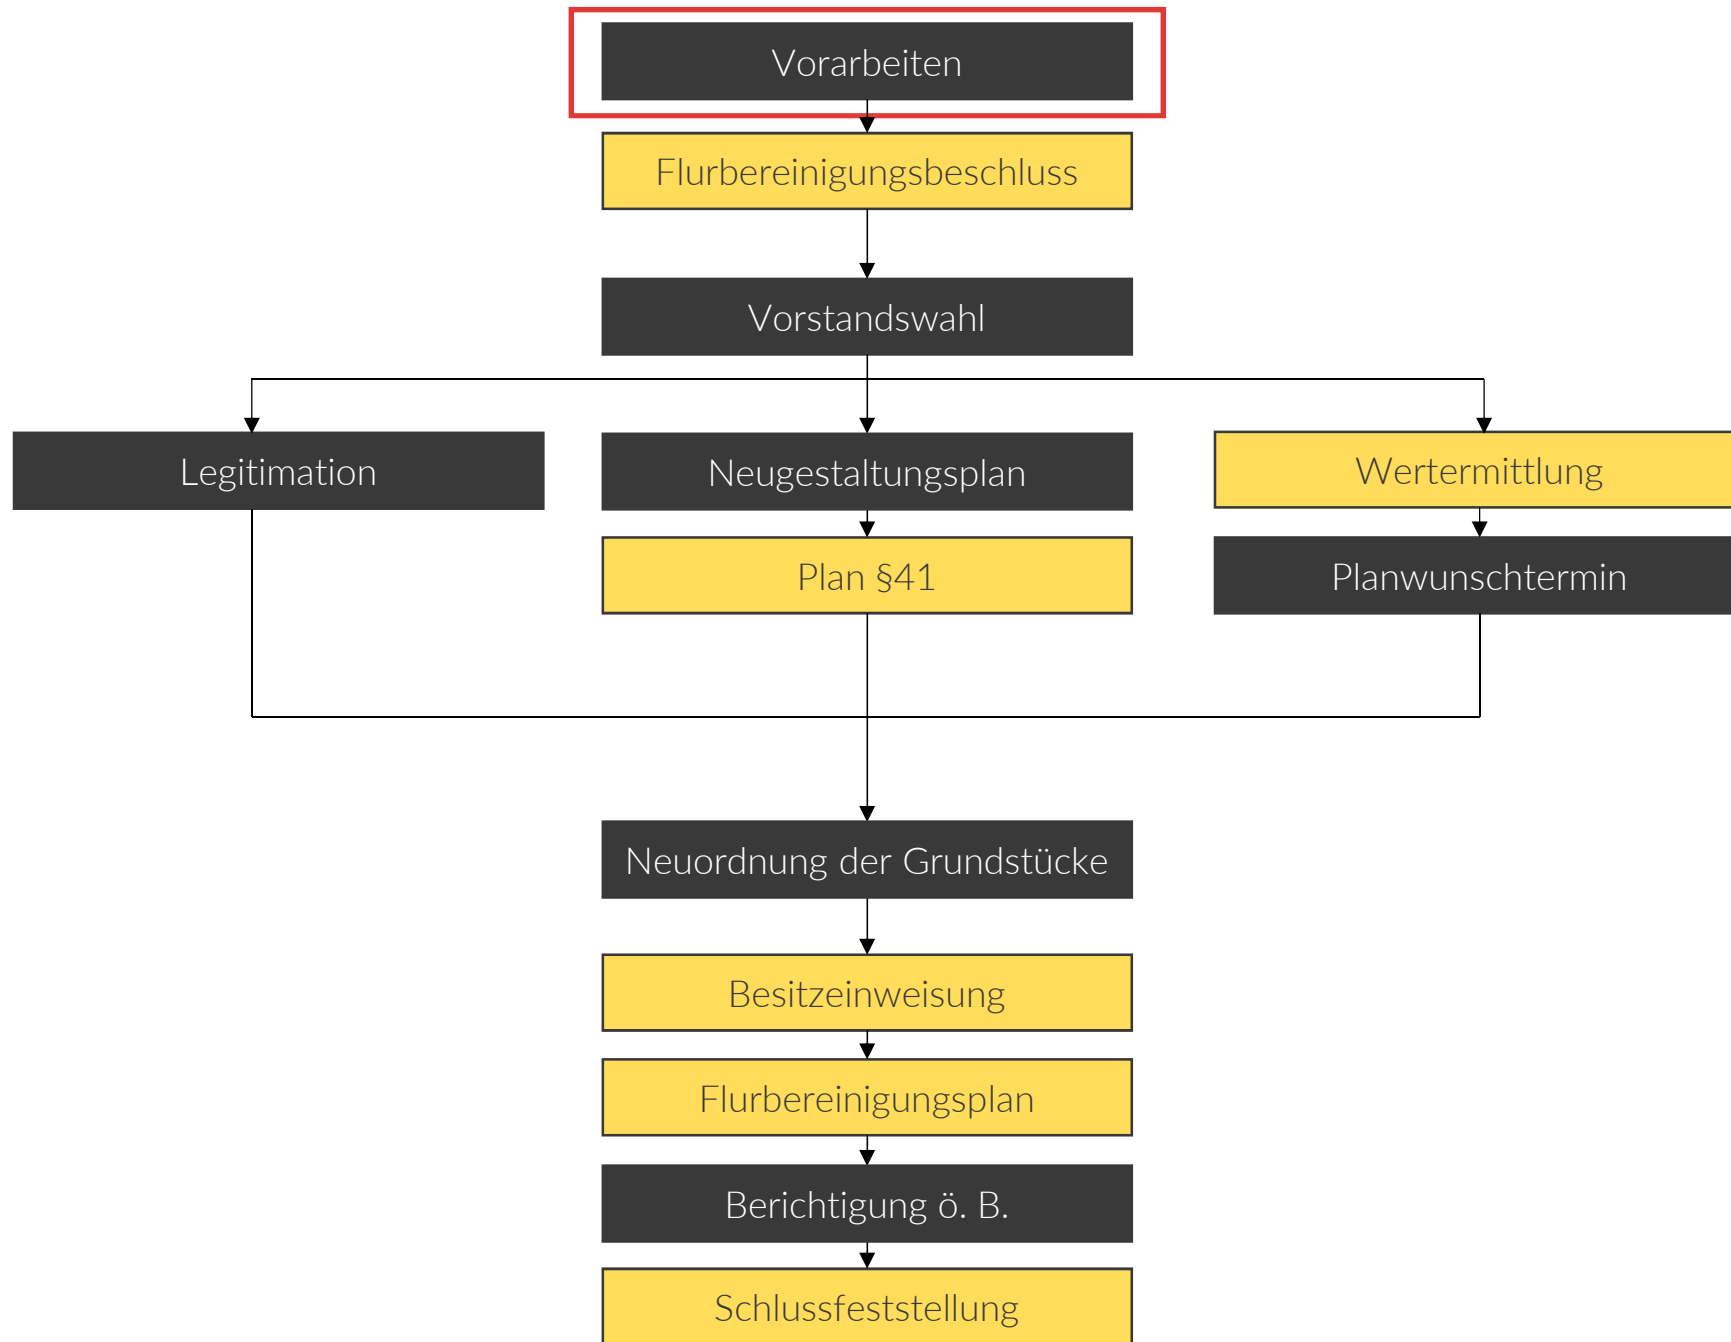 Vorarbeiten
Flurbereinigungsbeschluss
Vorstandswahl
Legitimation
Neugestaltungsplan
Wertermittlung
Plan §41
Planwunschtermin
Neuordnung der Grundstücke
Besitzeinweisung
Flurbereinigungsplan
Berichtigung ö. B.
Schlussfeststellung